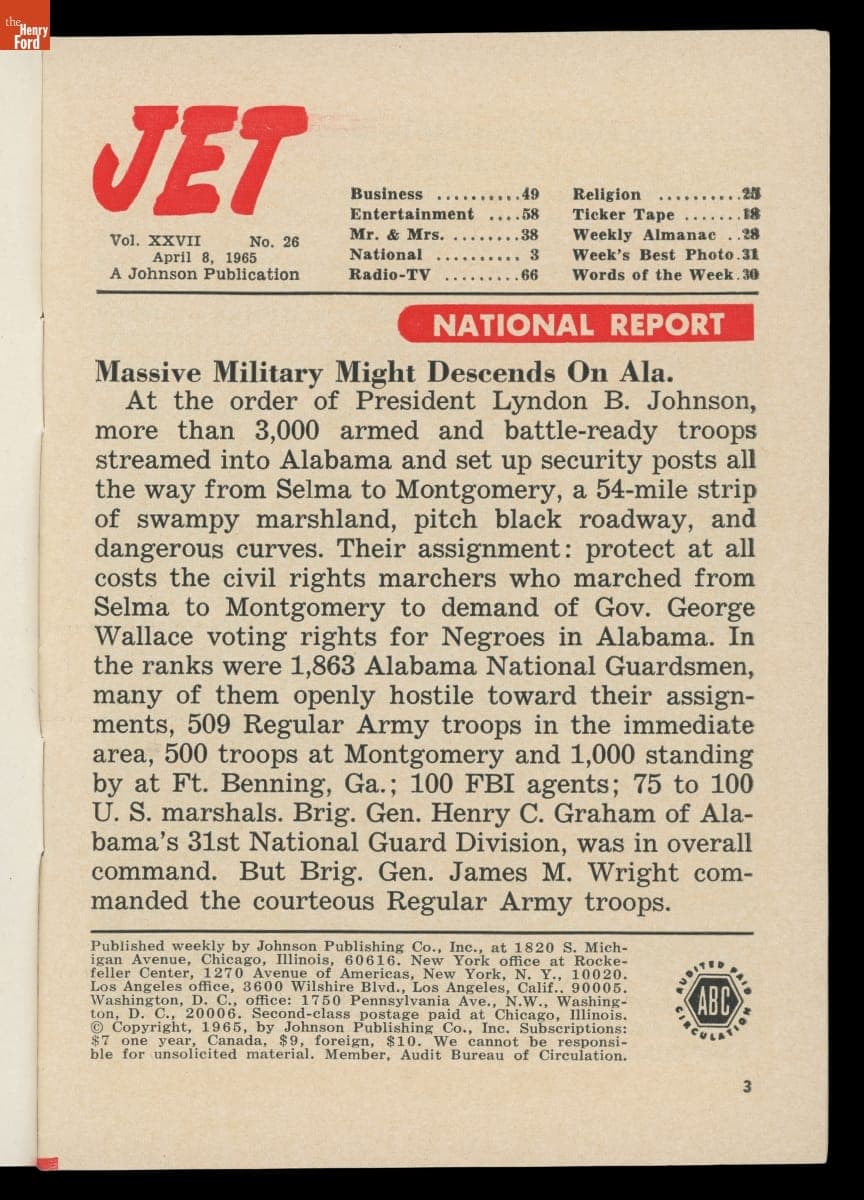 the
Henry
Ford
JET
Vol. XXVII No. 26
April 8, 1965
A Johnson Publication
Business ..........49
Entertainment ....58
Mr. & Mrs. ........38
National .......... 3
Radio-TV .........66
Religion ..........
Ticker Tape .......18
Weekly Almanac ..28
Week's Best Photo.31
Words of the Week.30
NATIONAL REPORT
Massive Military Might Descends On Ala.
At the order of President Lyndon B. Johnson,
more than 3,000 armed and battle-ready troops
streamed into Alabama and set up security posts all
the way from Selma to Montgomery, a 54-mile strip
of swampy marshland, pitch black roadway, and
dangerous curves. Their assignment: protect at all
costs the civil rights marchers who marched from
Selma to Montgomery to demand of Gov. George
Wallace voting rights for Negroes in Alabama. In
the ranks were 1,863 Alabama National Guardsmen,
many of them openly hostile toward their assign-
ments, 509 Regular Army troops in the immediate
area, 500 troops at Montgomery and 1,000 standing
by at Ft. Benning, Ga.; 100 FBI agents; 75 to 100
U. S. marshals. Brig. Gen. Henry C. Graham of Ala-
bama's 31st National Guard Division, was in overall
command. But Brig. Gen. James M. Wright com-
manded the courteous Regular Army troops.
Published weekly by Johnson Publishing Co., Inc., at 1820 S. Mich-
igan Avenue, Chicago, Illinois, 60616. New York office at Rocke-
feller Center, 1270 Avenue of Americas, New York, N. Y., 10020.
Los Angeles office, 3600 Wilshire Blvd., Los Angeles, Calif.. 90005.
Washington, D. C., office: 1750 Pennsylvania Ave., N.W., Washing-
ton, D. C., 20006. Second-class postage paid at Chicago, Illinois.
© Copyright, 1965, by Johnson Publishing Co., Inc. Subscriptions:
$7 one year, Canada, $9, foreign, $10. We cannot be responsi-
ble for unsolicited material. Member, Audit Bureau of Circulation.
AUDITED PAID
ABC
CIRCULATION
3